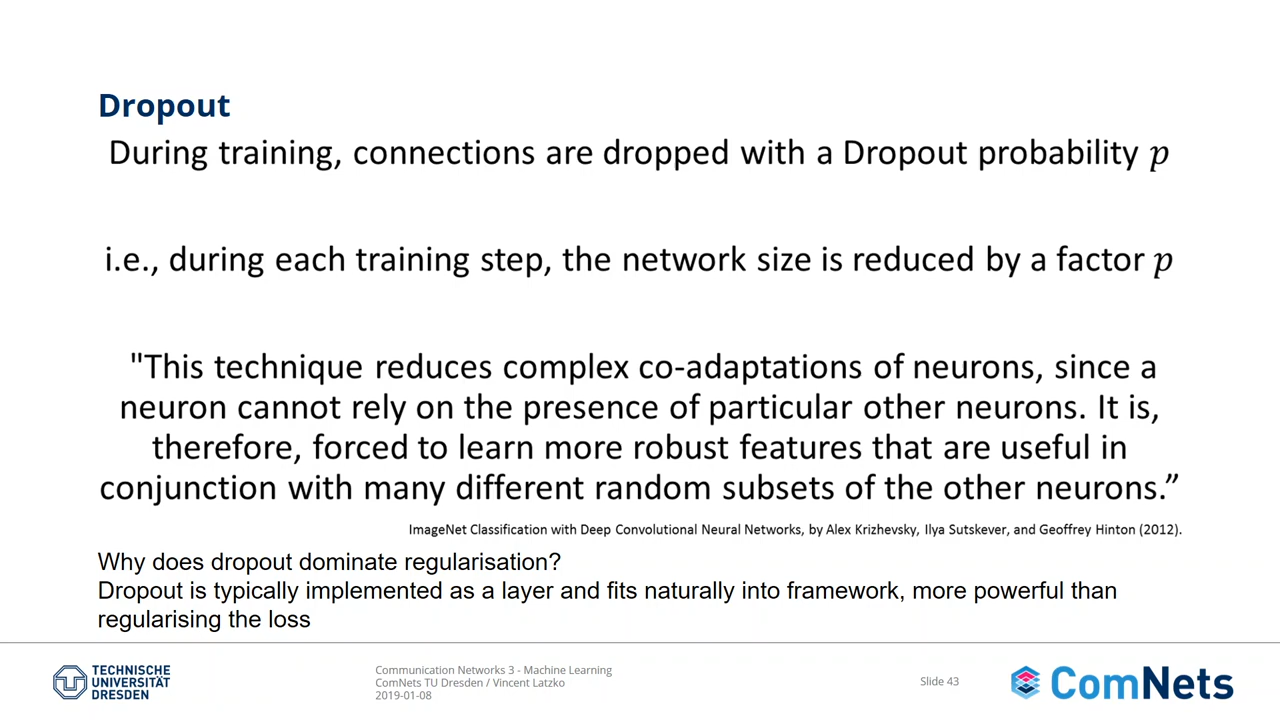 Dropout
During training, connections are dropped with a Dropout probability p
i.e., during each training step, the network size is reduced by a factor p
"This technique reduces complex co-adaptations of neurons, since a
neuron cannot rely on the presence of particular other neurons. It is,
therefore, forced to learn more robust features that are useful in
conjunction with many different random subsets of the other neurons.”
ImageNet Classification with Deep Convolutional Neural Networks, by Alex Krizhevsky, Ilya Sutskever, and Geoffrey Hinton (2012).
Why does dropout dominate regularisation?
Dropout is typically implemented as a layer and fits naturally into framework, more powerful than
regularising the loss
TECHNISCHE
UNIVERSITÄT
DRESDEN
Communication Networks 3 - Machine Learning
ComNets TU Dresden / Vincent Latzko
2019-01-08
Slide 43
ComNets